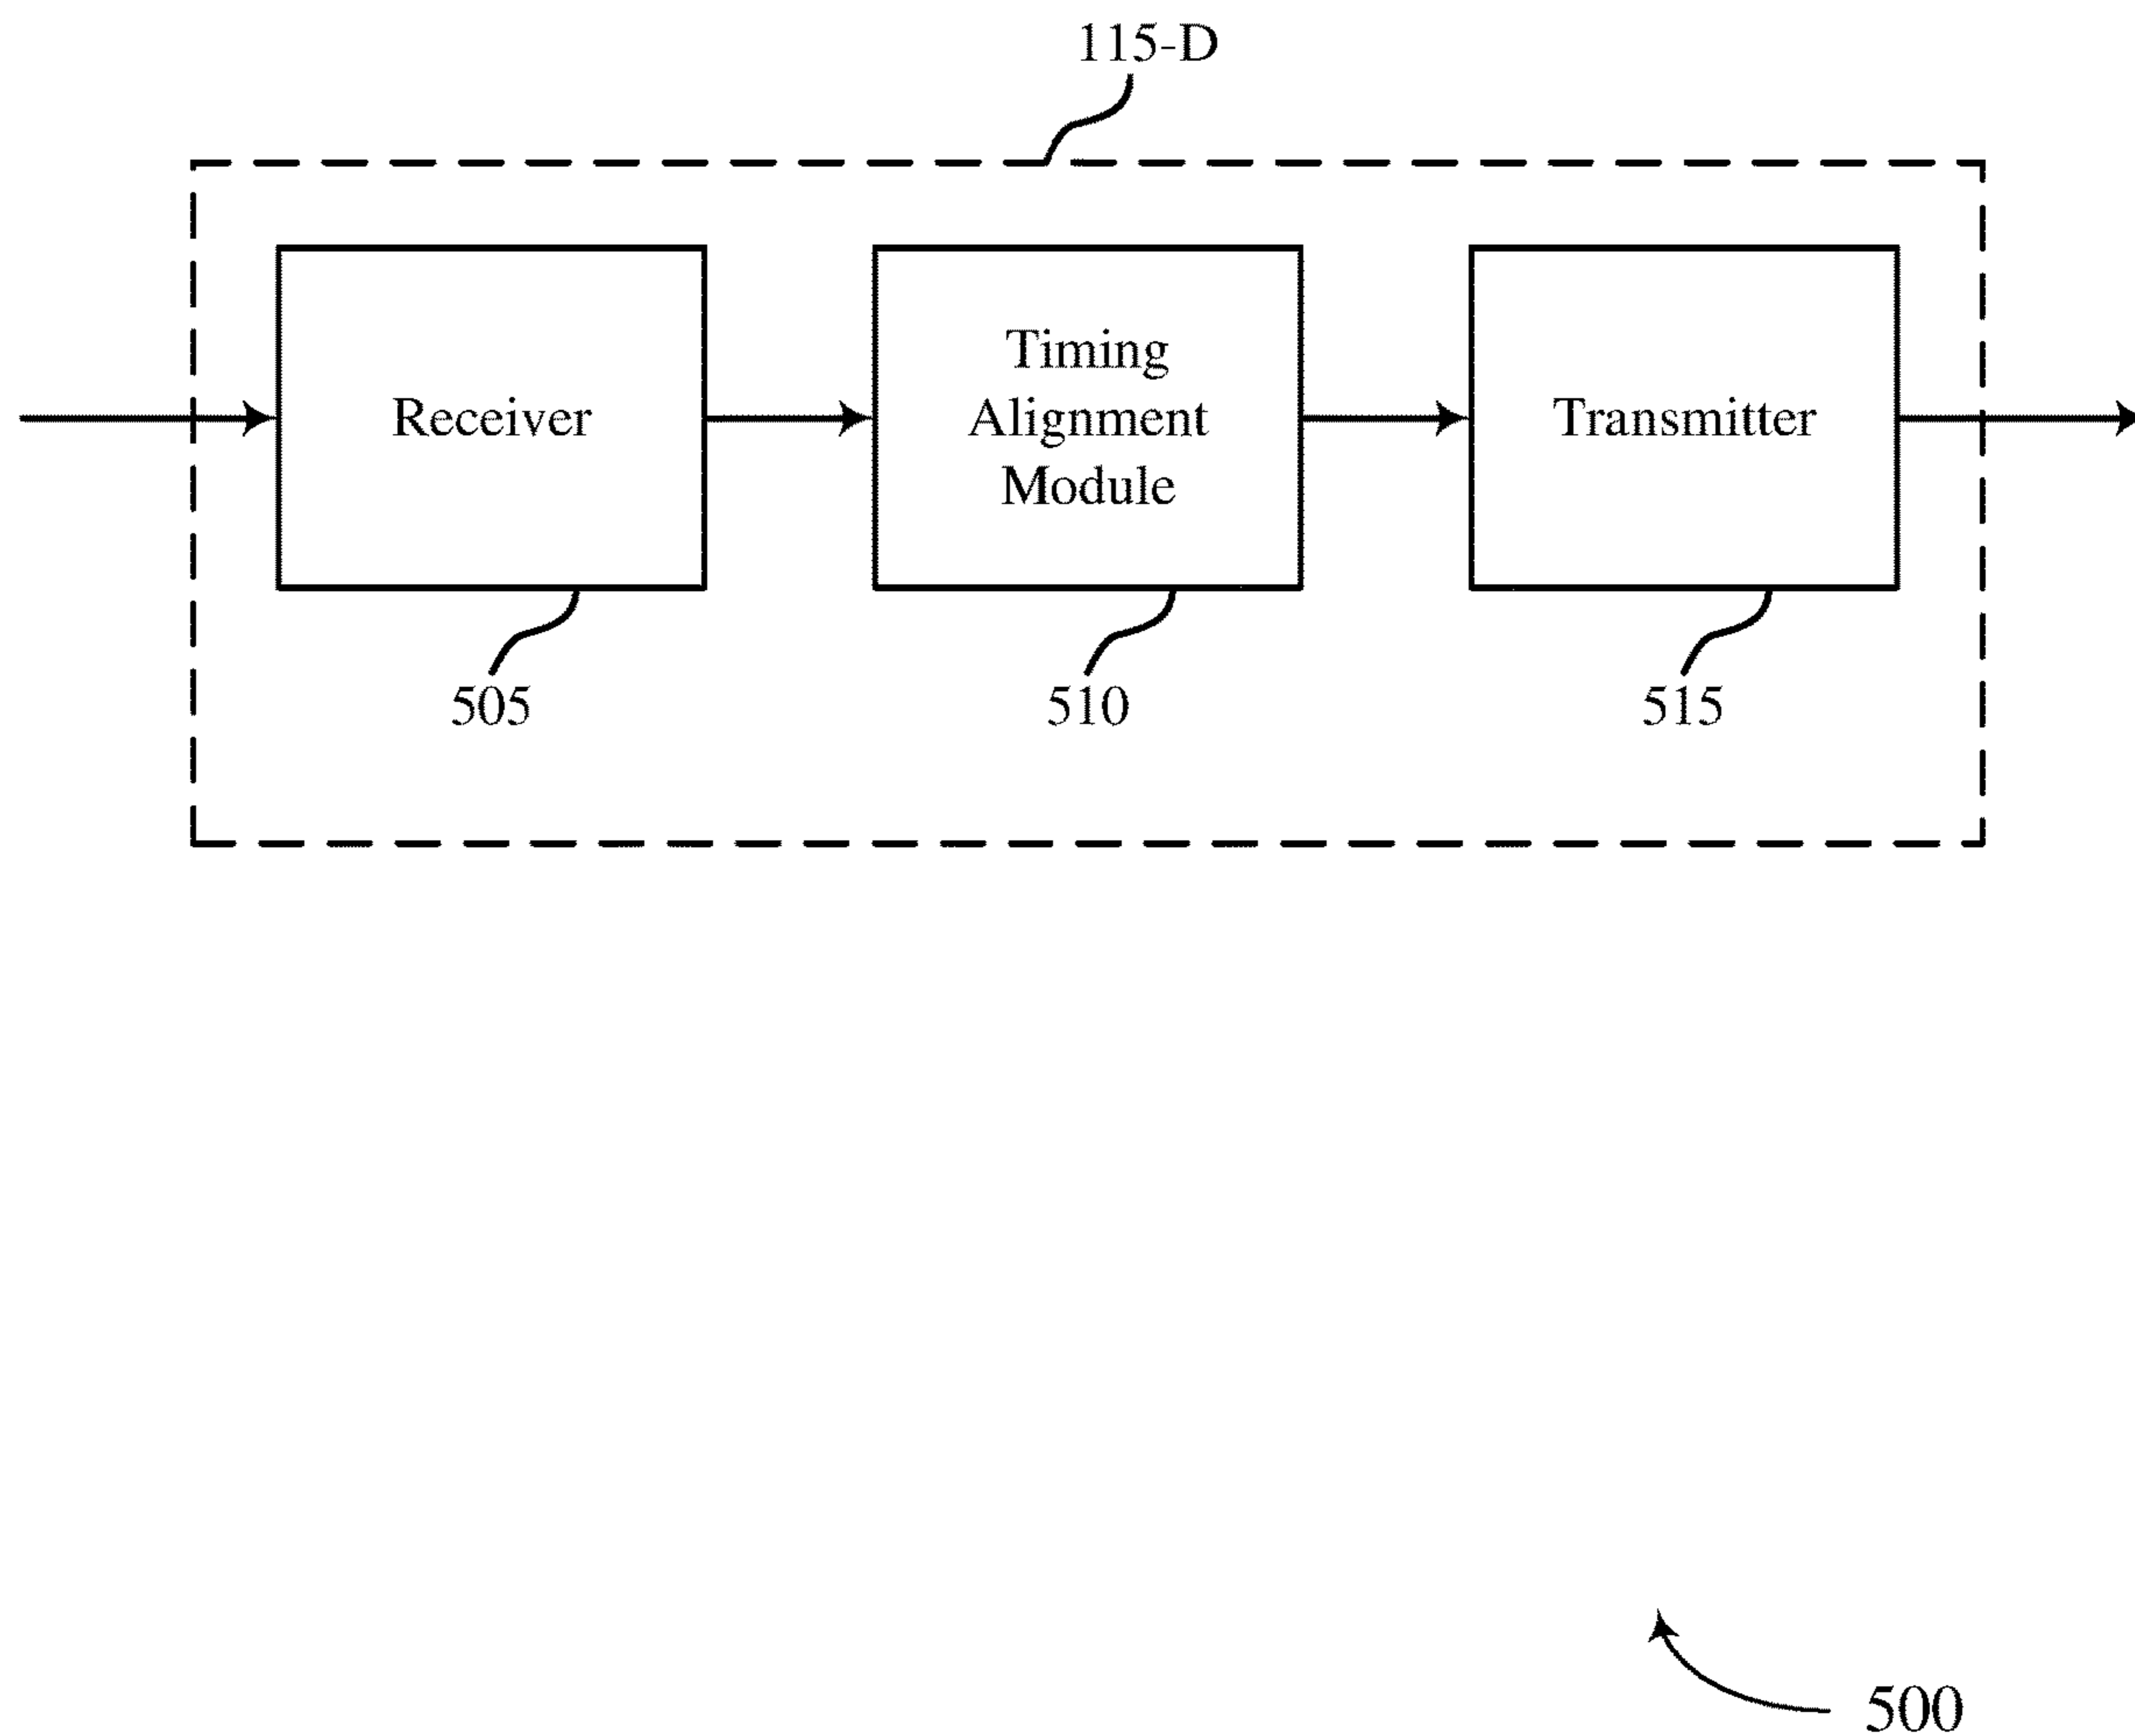 115-D
Receiver
Timing
Alignment
Module
Transmitter
505
510
515
500